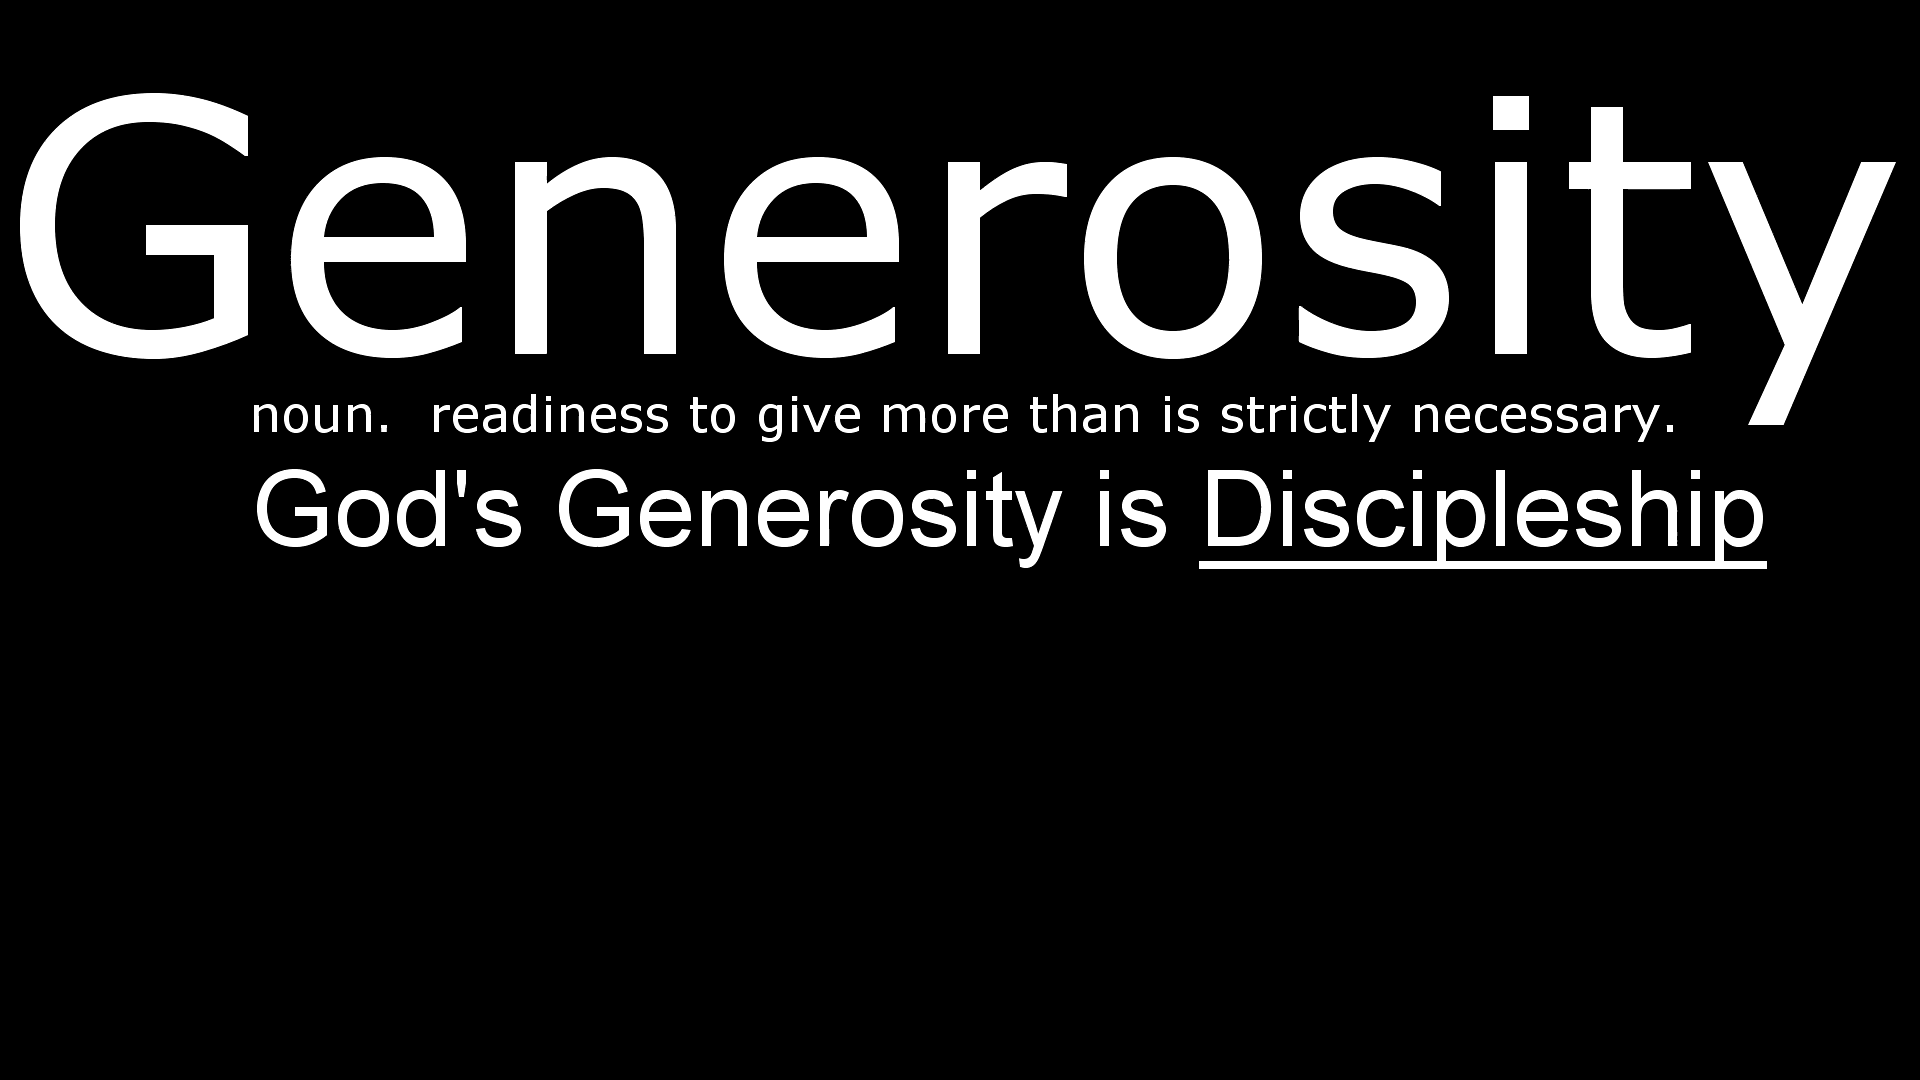 Generosity
noun.  readiness to give more than is strictly necessary.
God's Generosity is Discipleship